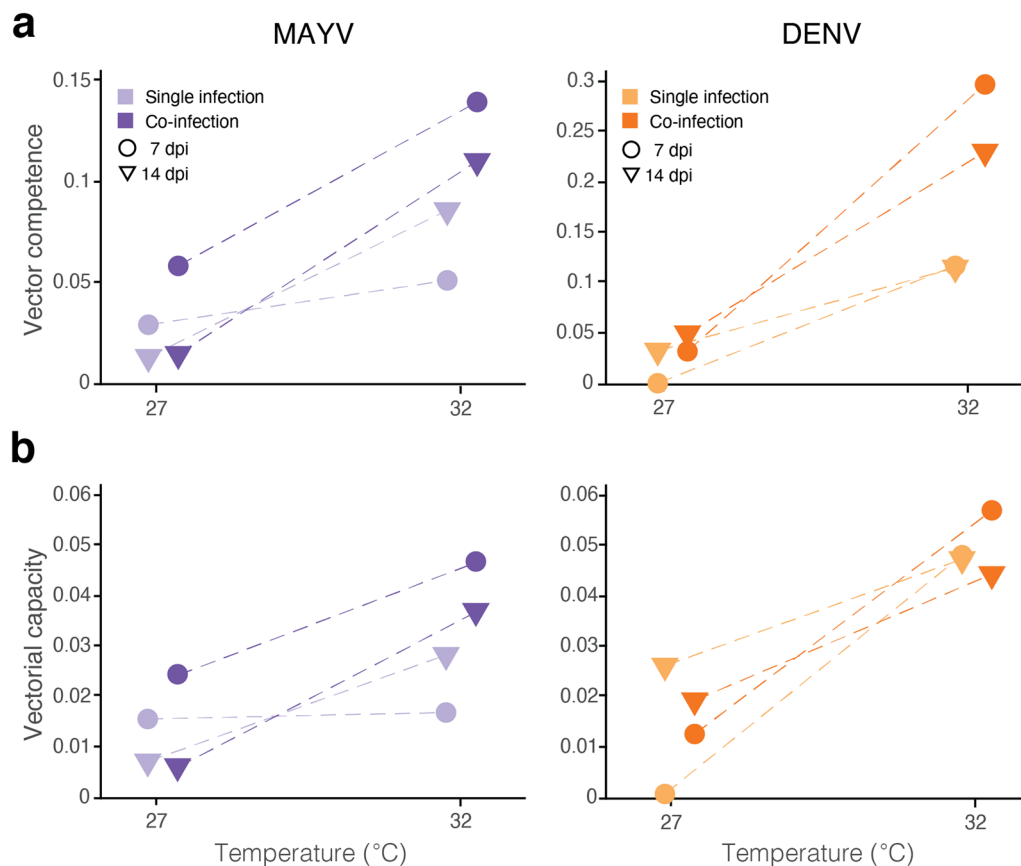 a
MAYV
DENV
Vector competence
0.15
0.1
0.05
0
Single infection
Co-infection
7 dpi
14 dpi
27
32
0.3
0.25
0.2
0.15
0.1
0.05
0
Single infection
Co-infection
7 dpi
14 dpi
27
32
b
Vectorial capacity
0.06
0.05
0.04
0.03
0.02
0.01
0
27
32
Temperature (°C)
0.06
0.05
0.04
0.03
0.02
0.01
0
27
32
Temperature (°C)